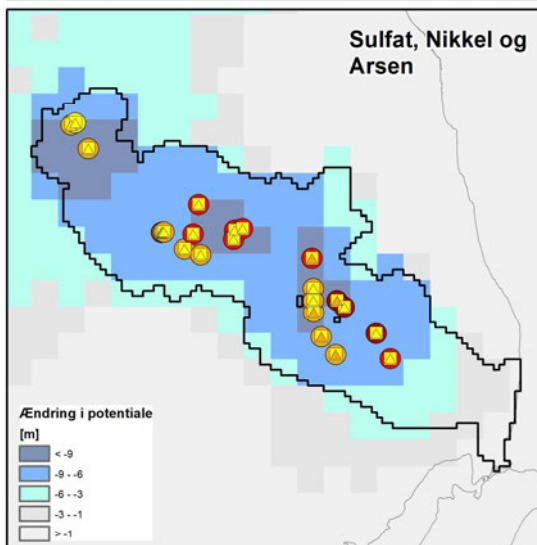 Sulfat, Nikkel og
Arsen
Ændring i potentiale
[m]
< -9
-9 - -6
-6 - -3
-3 - -1
> -1